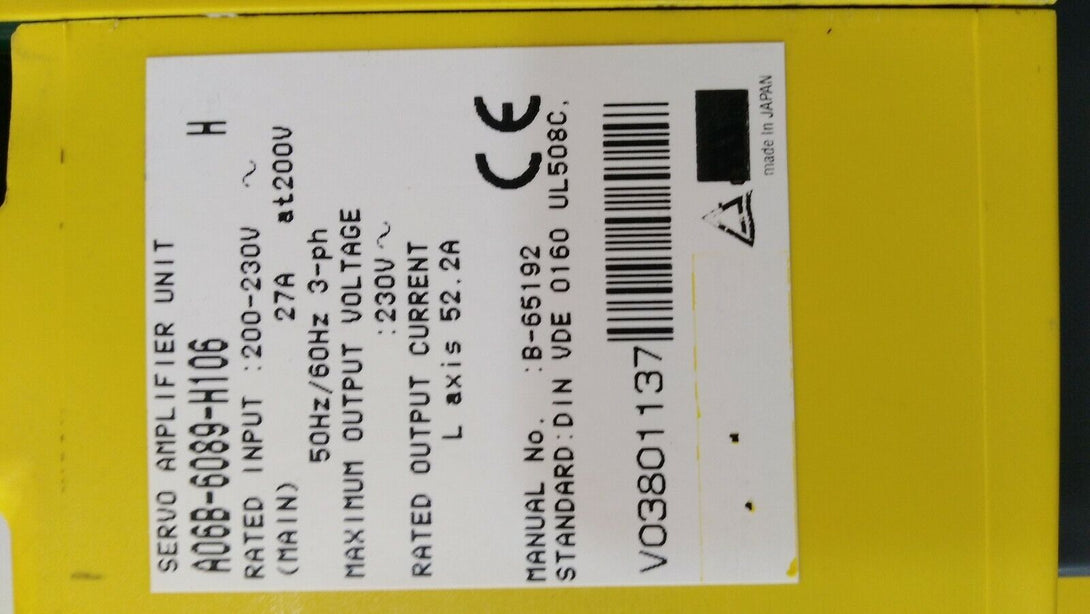 SERVO AMPLIFIER UNIT
A06B-6089-H106 H
RATED INPUT :200-230V ~
(MAIN) 27A at200V
50Hz/60Hz 3-ph
MAXIMUM OUTPUT VOLTAGE
:230V~
RATED OUTPUT CURRENT
L axis 52.2A
CE
MANUAL No. :B-65192
STANDARD:DIN VDE 0160 UL508C,
V03801137
made in JAPAN